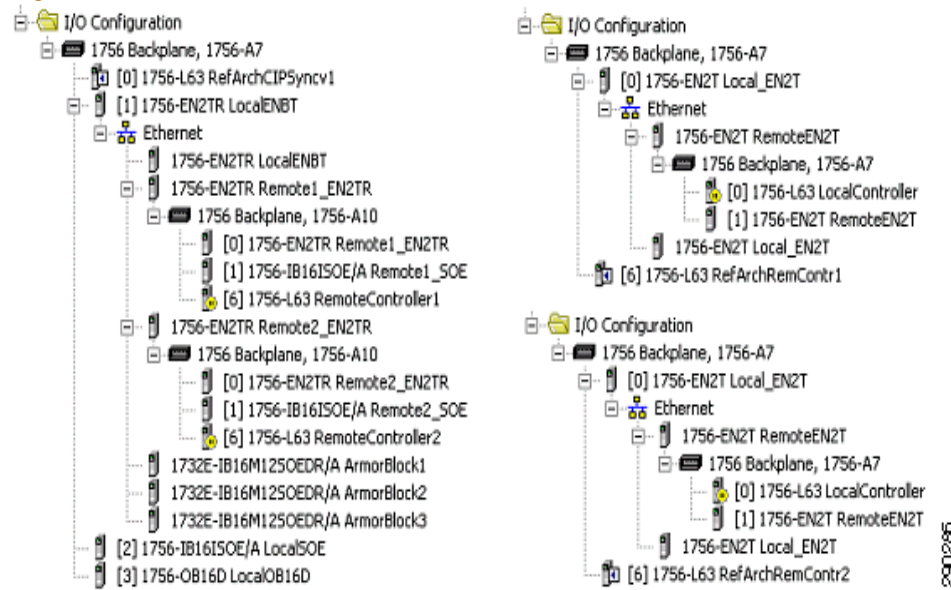 I/O Configuration
1756 Backplane, 1756-A7
[0] 1756-L63 RefArchCIPSyncv1
[1] 1756-EN2TR LocalENBT
Ethernet
1756-EN2TR LocalENBT
1756-EN2TR Remote1_EN2TR
1756 Backplane, 1756-A10
[0] 1756-EN2TR Remote1_EN2TR
[1] 1756-IB16ISOE/A Remote1_SOE
[6] 1756-L63 RemoteController1
1756-EN2TR Remote2_EN2TR
1756 Backplane, 1756-A10
[0] 1756-EN2TR Remote2_EN2TR
[1] 1756-IB16ISOE/A Remote2_SOE
[6] 1756-L63 RemoteController2
1732E-IB16M12SOEDR/A ArmorBlock1
1732E-IB16M12SOEDR/A ArmorBlock2
1732E-IB16M12SOEDR/A ArmorBlock3
[2] 1756-IB16ISOE/A LocalSOE
[3] 1756-OB16D LocalOB16D
I/O Configuration
1756 Backplane, 1756-A7
[0] 1756-EN2T Local_EN2T
Ethernet
1756-EN2T RemoteEN2T
1756 Backplane, 1756-A7
[0] 1756-L63 LocalController
[1] 1756-EN2T RemoteEN2T
1756-EN2T Local_EN2T
[6] 1756-L63 RefArchRemContr1
I/O Configuration
1756 Backplane, 1756-A7
[0] 1756-EN2T Local_EN2T
Ethernet
1756-EN2T RemoteEN2T
1756 Backplane, 1756-A7
[0] 1756-L63 LocalController
[1] 1756-EN2T RemoteEN2T
1756-EN2T Local_EN2T
[6] 1756-L63 RefArchRemContr2